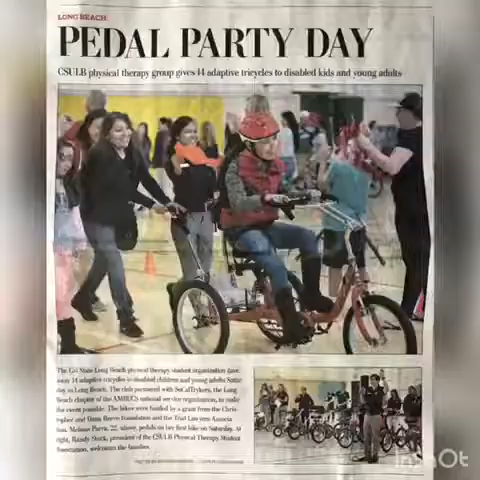 LONG BEACH
PEDAL PARTY DAY
CSULB physical therapy group gives 14 adaptive tricycles to disabled kids and young adults
The Cal State Long Beach physical therapy student organization gave
away 14 adaptive tricycles to disabled children and young adults Satur-
day in Long Beach. The club partnered with SoCalTrykers, the Long
Beach chapter of the AMBUCS national service organization, to make
the event possible. The bikes were funded by a grant from the Chris-
topher and Dana Reeve foundation and the Trial Lawyers Associa-
tion. Melissa Parra, 22, above, pedals on her first bike on Saturday. At
right, Randy Stork, president of the CSULB Physical Therapy Student
Association, welcomes the families.
InShOt